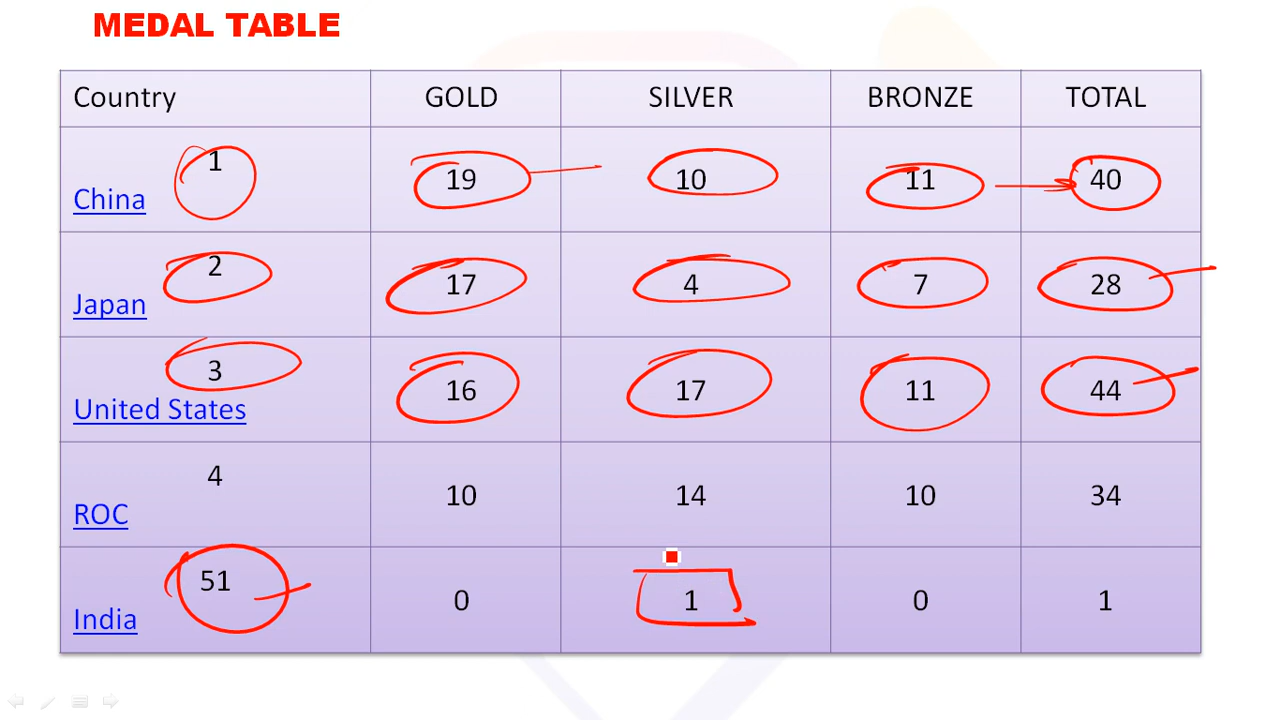 MEDAL TABLE
Country GOLD SILVER BRONZE TOTAL
1
China 19 10 11 40
2
Japan 17 4 7 28
3
United States 16 17 11 44
4
ROC 10 14 10 34
51
India 0 1 0 1